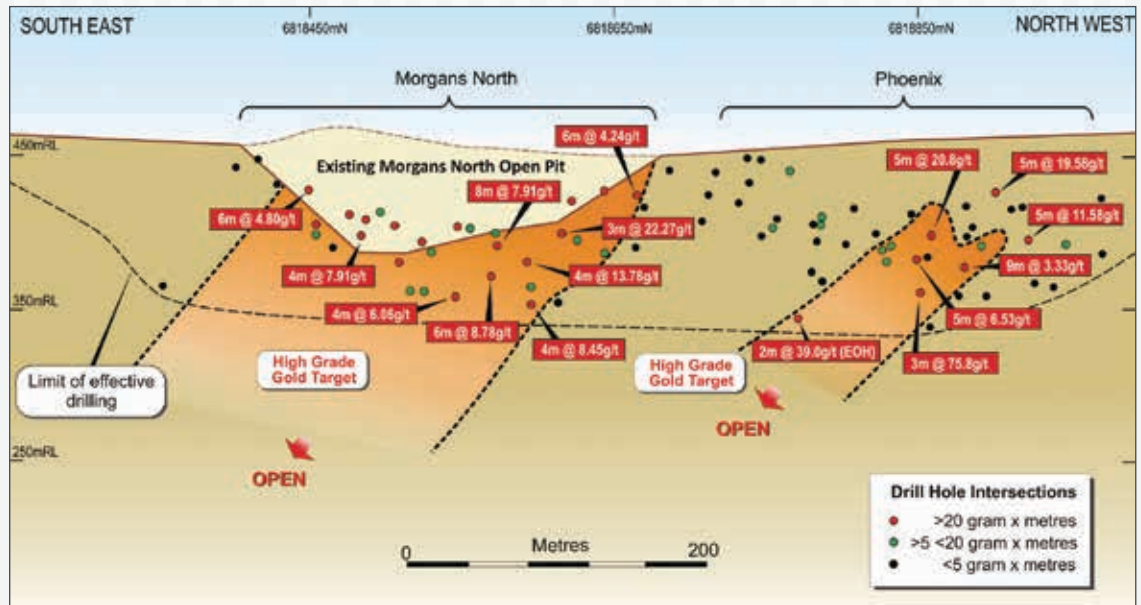 SOUTH EAST
6818450mN
6818650mN
6818850mN
NORTH WEST
Morgans North
Phoenix
450mRL
Existing Morgans North Open Pit
6m @ 4.24g/t
5m @ 20.8g/t
5m @ 19.58g/t
8m @ 7.91g/t
6m @ 4.80g/t
3m @ 22.27g/t
5m @ 11.58g/t
4m @ 7.91g/t
4m @ 13.78g/t
9m @ 3.33g/t
350mRL
4m @ 6.06g/t
6m @ 8.78g/t
5m @ 6.53g/t
4m @ 8.45g/t
2m @ 39.0g/t (EOH)
3m @ 75.8g/t
Limit of effective
drilling
High Grade
Gold Target
High Grade
Gold Target
OPEN
OPEN
250mRL
Drill Hole Intersections
>20 gram x metres
>5 <20 gram x metres
<5 gram x metres
0
Metres
200